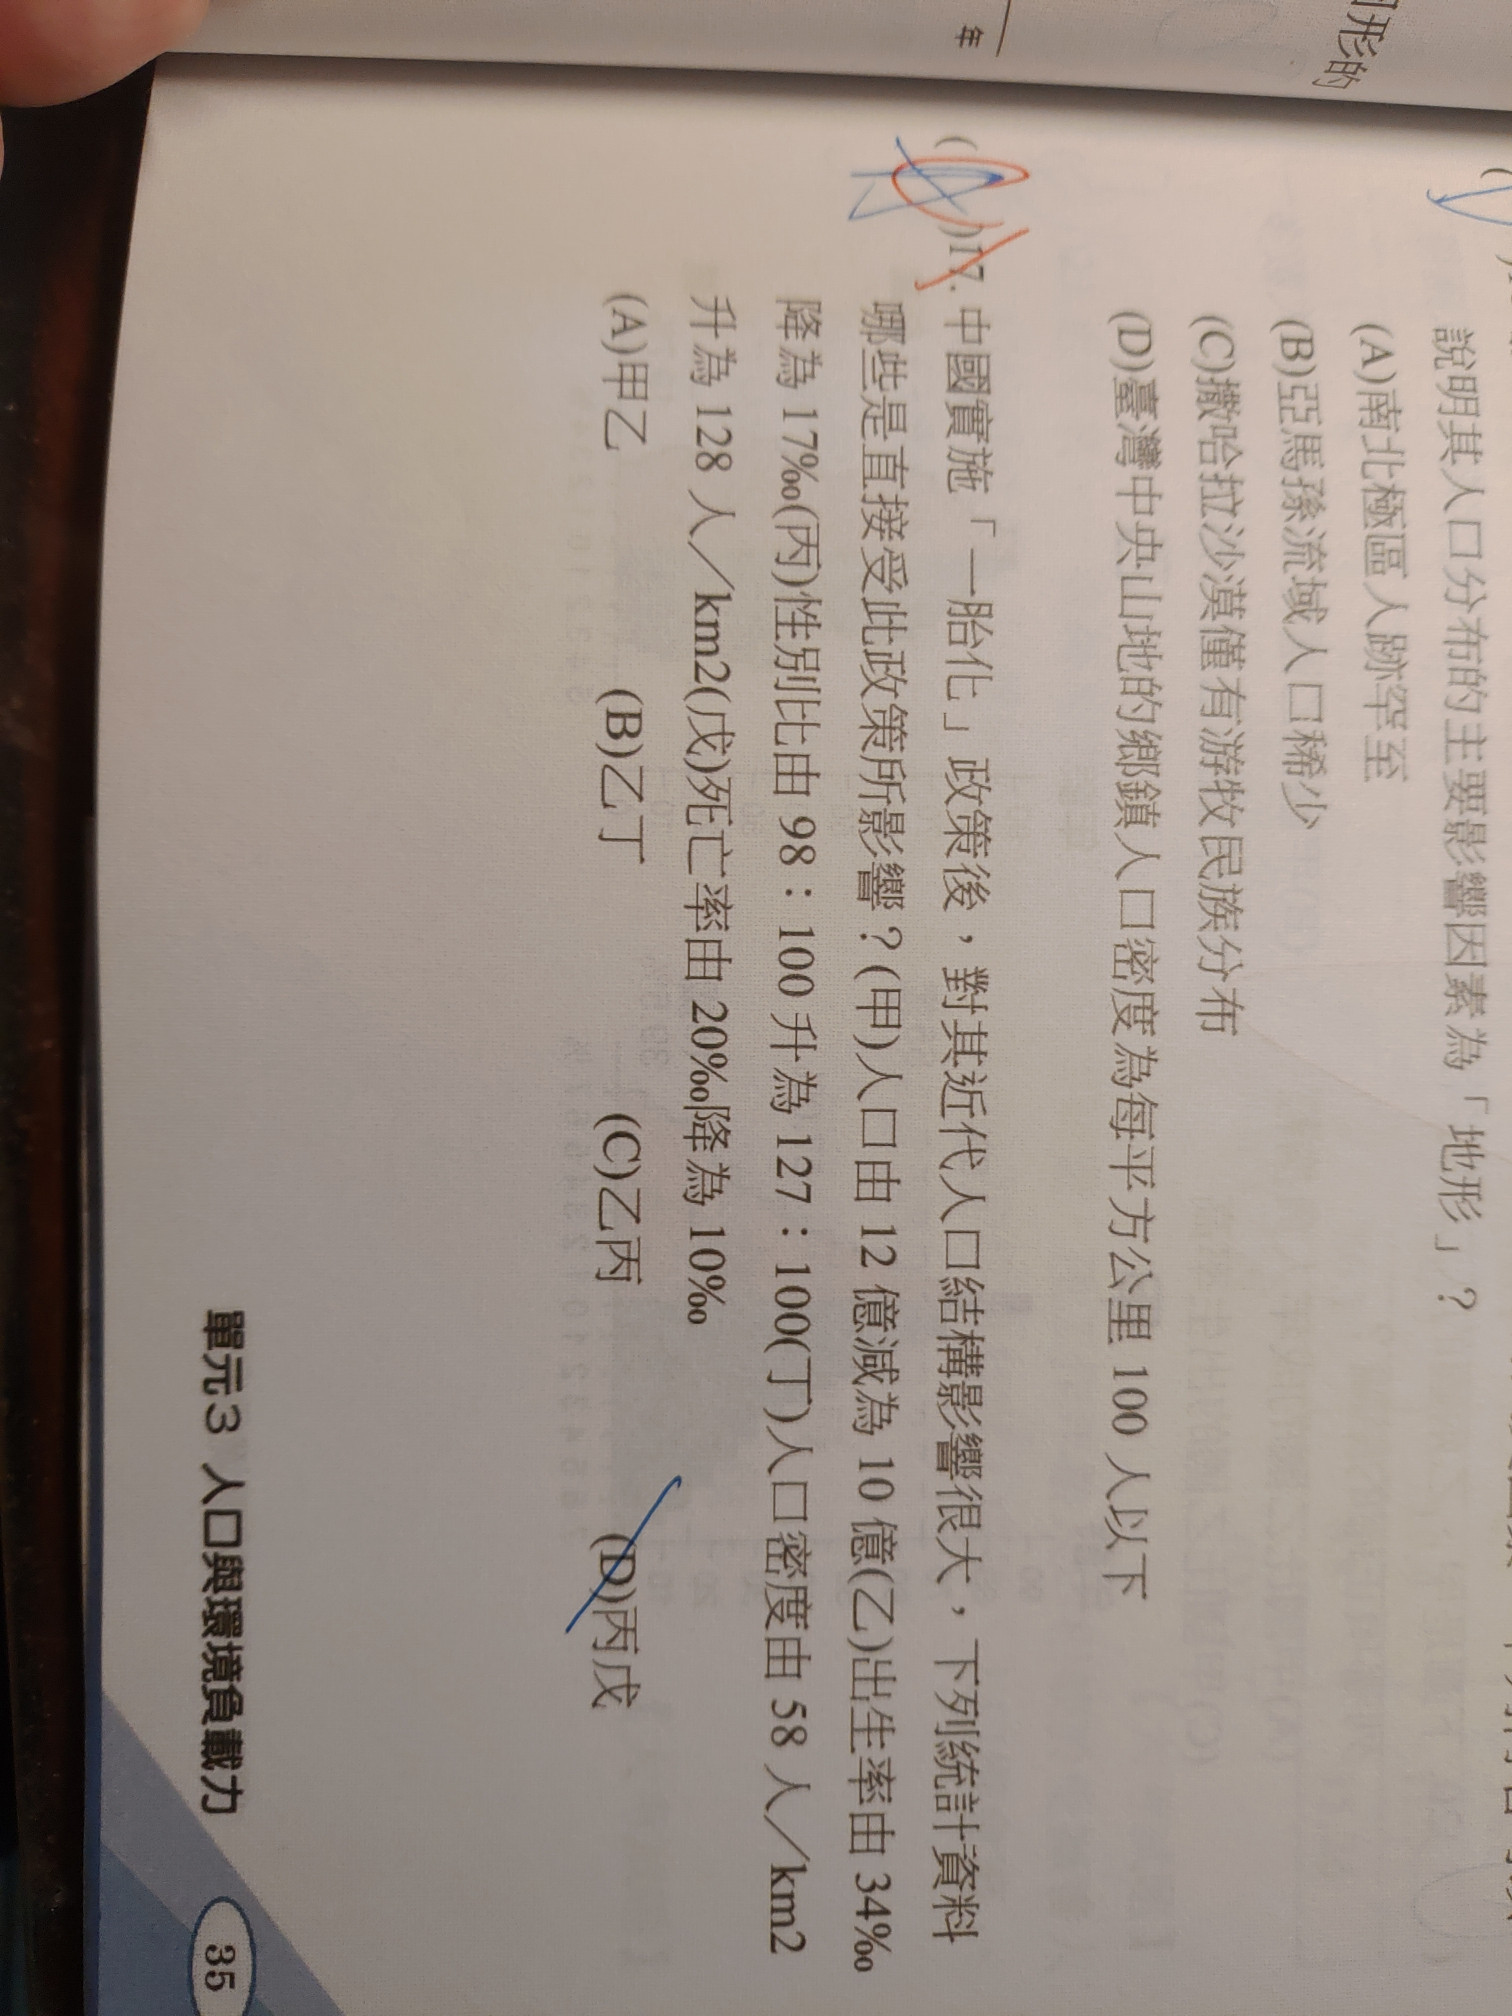 年
形的
說明其人口分布的主要影響因素為「地形」？
(A)南北極區人跡罕至
(B)亞馬孫流域人口稀少
(C)撒哈拉沙漠僅有游牧民族分布
(D)臺灣中央山地的鄉鎮人口密度為每平方公里 100 人以下
( )17. 中國實施「一胎化」政策後，對其近代人口結構影響很大，下列統計資料
哪些是直接受此政策所影響？(甲)人口由 12 億減為 10 億(乙)出生率由 34‰
降為 17‰(丙)性別比由 98：100 升為 127：100(丁)人口密度由 58 人／km2
升為 128 人／km2(戊)死亡率由 20‰降為 10‰
(A)甲乙 (B)乙丁 (C)乙丙 (D)丙戊
單元3 人口與環境負載力 35